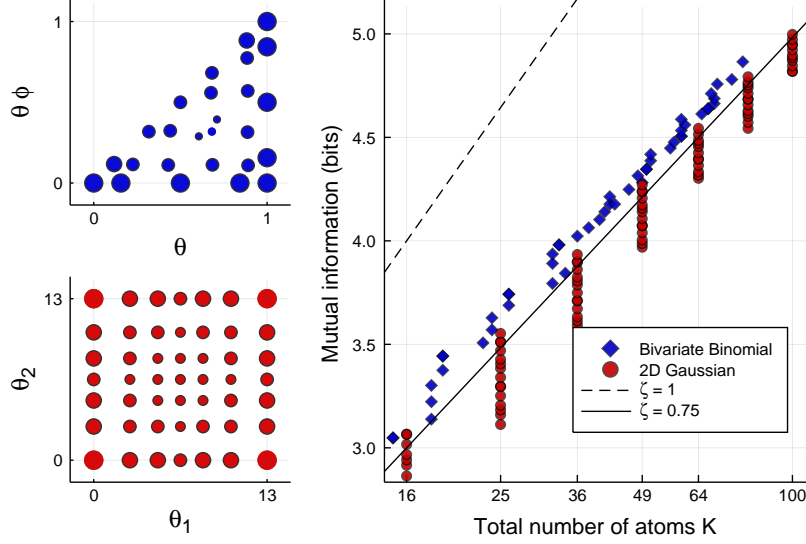 1
θ ϕ
0
0
1
θ
13
θ₂
0
0
13
θ₁
Mutual information (bits)
5.0
4.5
4.0
3.5
3.0
Bivariate Binomial
2D Gaussian
ζ = 1
ζ = 0.75
16
25
36
49
64
100
Total number of atoms K